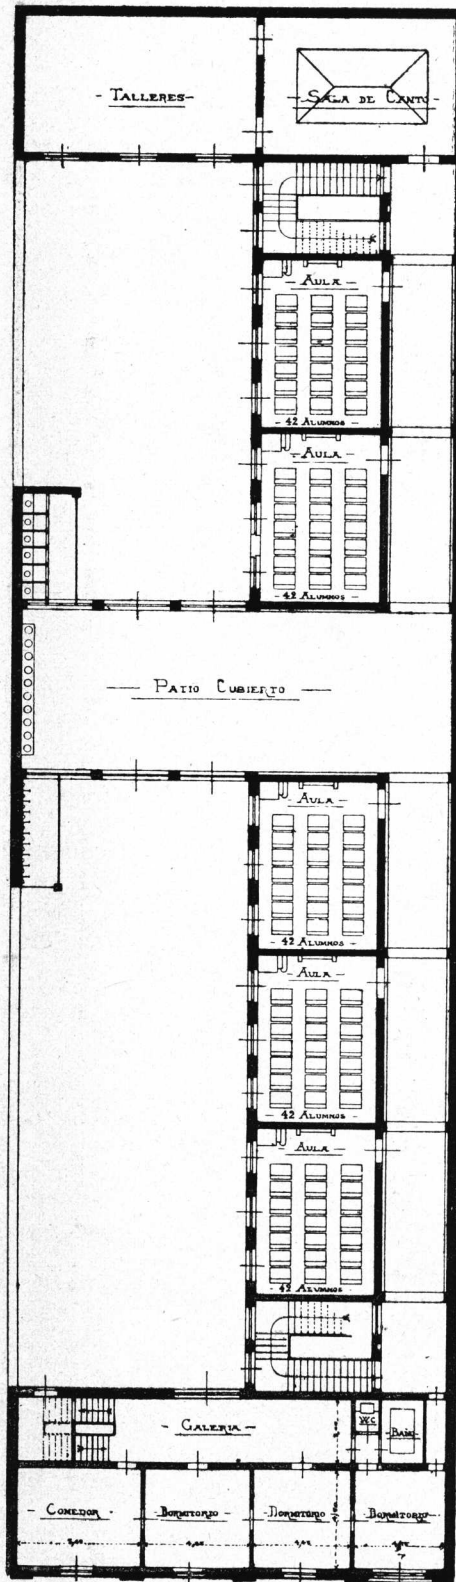 - TALLERES -
- SALA DE CANTO -
- AULA -
- 42 ALUMNOS -
- AULA -
- 42 ALUMNOS -
- PATIO CUBIERTO -
- AULA -
- 42 ALUMNOS -
- AULA -
- 42 ALUMNOS -
- AULA -
- 42 ALUMNOS -
- GALERIA -
W.C.
BAÑO
- COMEDOR -
- DORMITORIO -
- DORMITORIO -
- DORMITORIO -